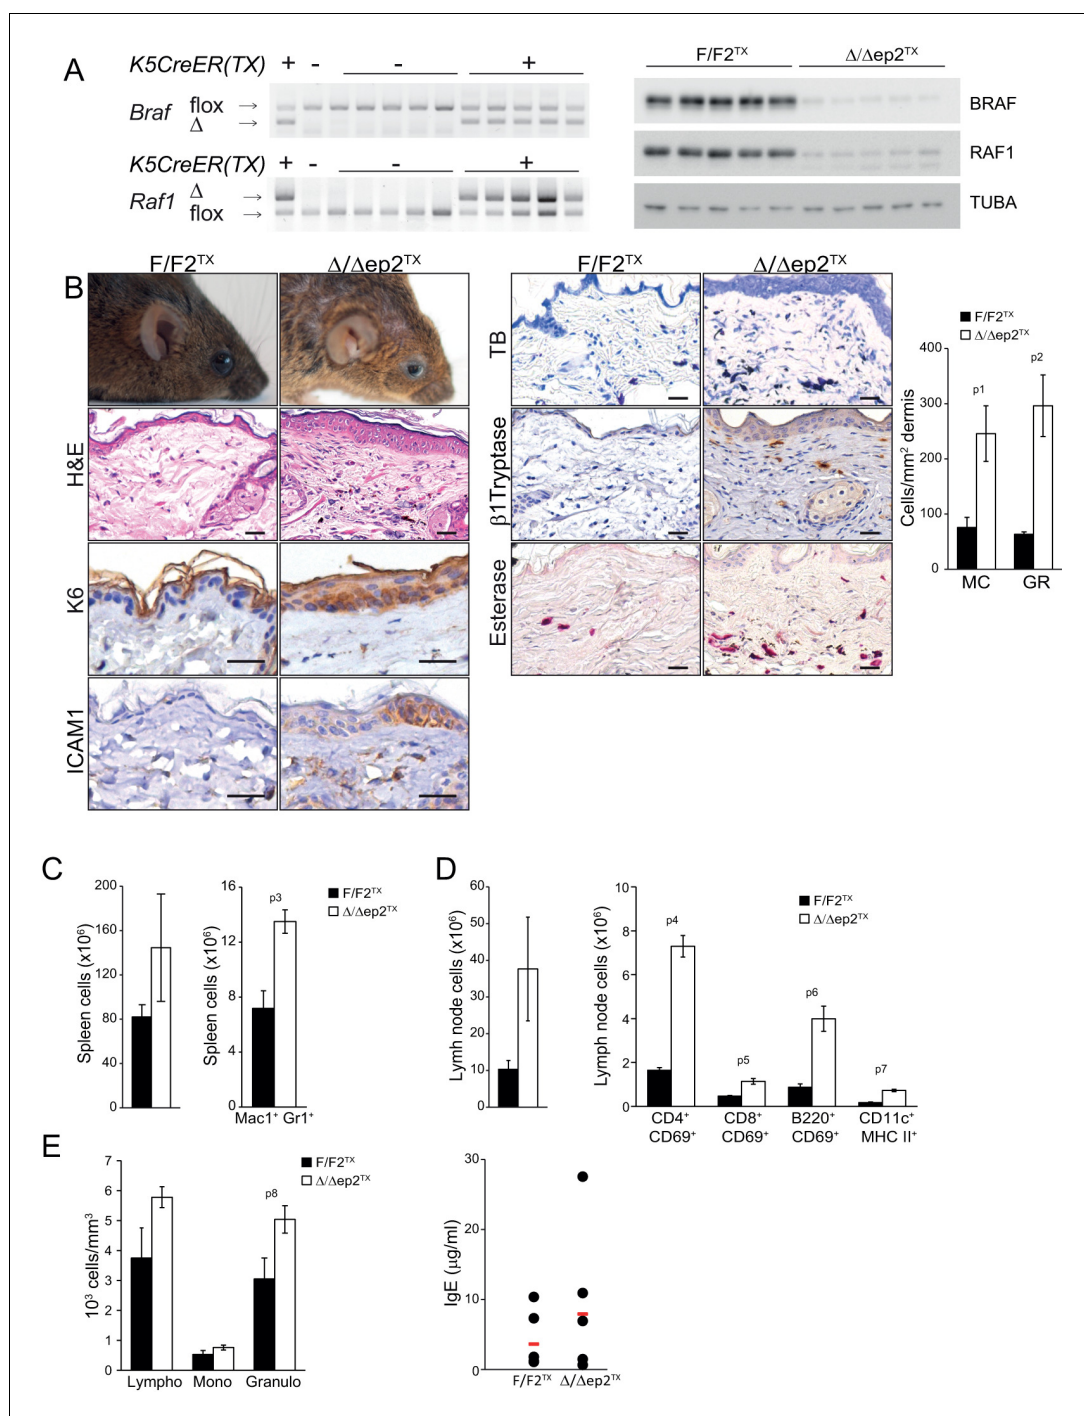 A
K5CreER(TX) + - - +
Braf flox →
Δ →
K5CreER(TX) + - - +
Raf1 Δ →
flox →
F/F2ᵀˣ Δ/Δep2ᵀˣ
BRAF
RAF1
TUBA
B
F/F2ᵀˣ Δ/Δep2ᵀˣ
H&E
K6
ICAM1
F/F2ᵀˣ Δ/Δep2ᵀˣ
TB
β1Tryptase
Esterase
F/F2ᵀˣ
Δ/Δep2ᵀˣ
Cells/mm² dermis
400
300
200
100
0
p1
p2
MC GR
C
Spleen cells (x10⁶)
200
160
120
80
40
0
Spleen cells (x10⁶)
16
12
8
4
0
p3
Mac1⁺ Gr1⁺
F/F2ᵀˣ
Δ/Δep2ᵀˣ
D
Lymh node cells (x10⁶)
60
50
40
30
20
10
0
Lymph node cells (x10⁶)
10
8
6
4
2
0
p4
p5
p6
p7
F/F2ᵀˣ
Δ/Δep2ᵀˣ
CD4⁺ CD8⁺ B220⁺ CD11c⁺
CD69⁺ CD69⁺ CD69⁺ MHC II⁺
E
10³ cells/mm³
7
6
5
4
3
2
1
0
p8
F/F2ᵀˣ
Δ/Δep2ᵀˣ
Lympho Mono Granulo
IgE (μg/ml)
30
20
10
0
F/F2ᵀˣ Δ/Δep2ᵀˣ